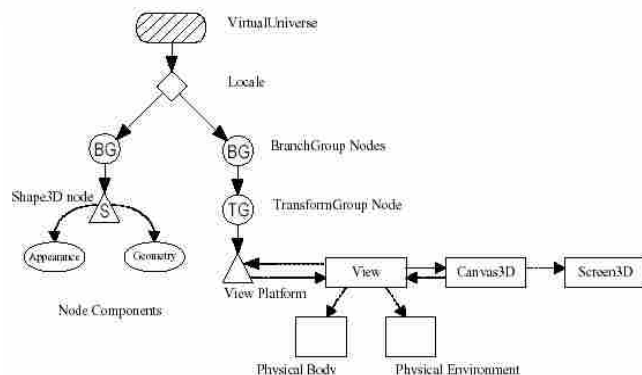 VirtualUniverse
Locale
BG
BG
BranchGroup Nodes
Shape3D node
S
TG
TransformGroup Node
Appearance
Geometry
View
Canvas3D
Screen3D
View Platform
Node Components
Physical Body
Physical Environment